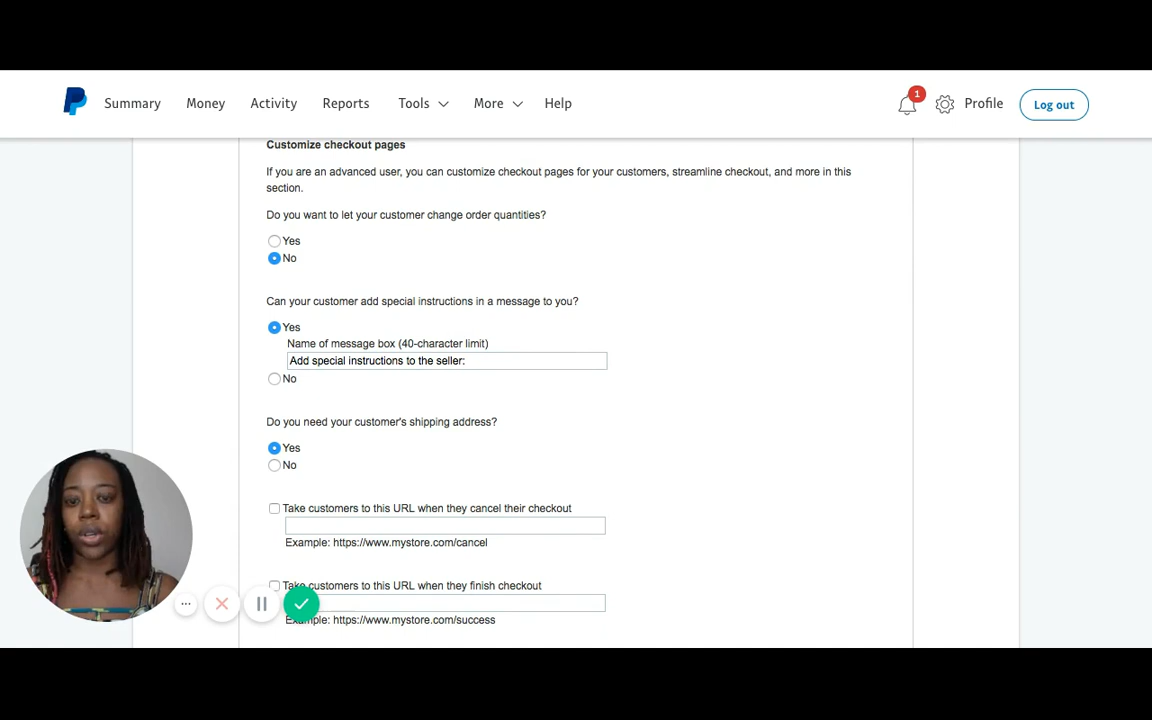 Summary Money Activity Reports Tools More Help 1 Profile Log out
Customize checkout pages
If you are an advanced user, you can customize checkout pages for your customers, streamline checkout, and more in this
section.
Do you want to let your customer change order quantities?
Yes
No
Can your customer add special instructions in a message to you?
Yes
Name of message box (40-character limit)
Add special instructions to the seller:
No
Do you need your customer's shipping address?
Yes
No
Take customers to this URL when they cancel their checkout
Example: https://www.mystore.com/cancel
Take customers to this URL when they finish checkout
Example: https://www.mystore.com/success